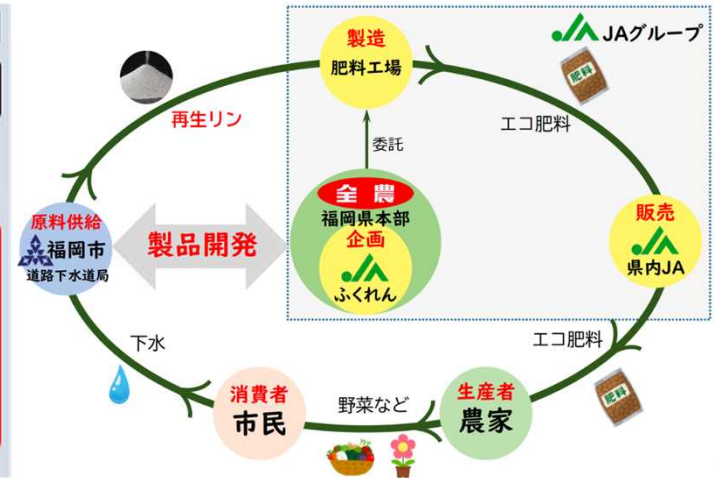 JAグループ
製造
肥料工場
肥料
再生リン
エコ肥料
委託
全農
福岡県本部
企画
ふくれん
原料供給
福岡市
道路下水道局
製品開発
販売
県内JA
下水
エコ肥料
肥料
消費者
市民
野菜など
生産者
農家